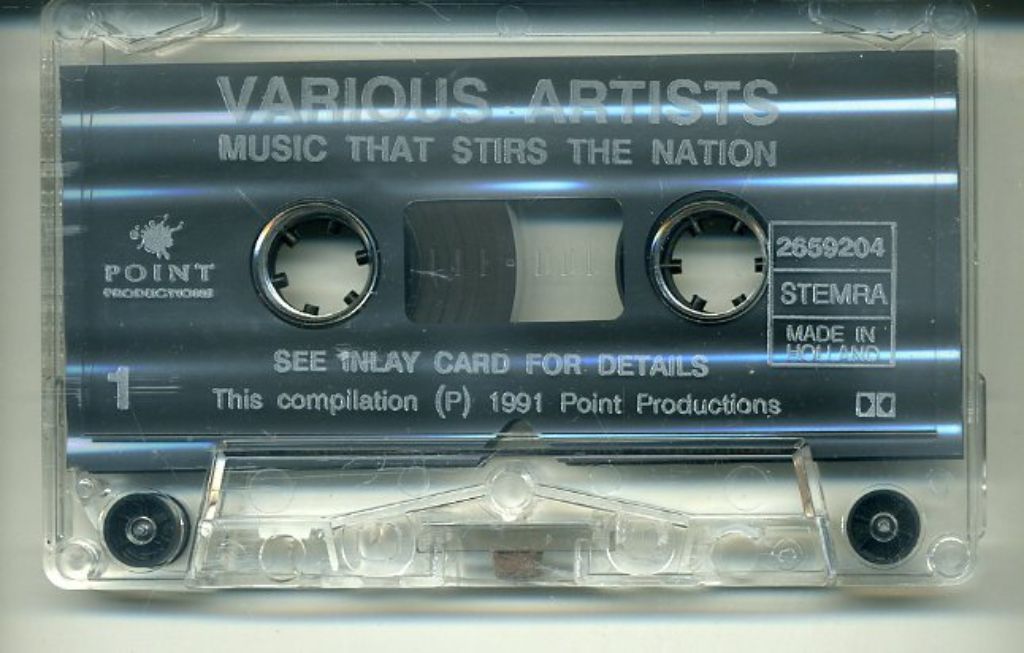 VARIOUS ARTISTS
MUSIC THAT STIRS THE NATION
POINT
PRODUCTIONS
2659204
STEMRA
MADE IN
HOLLAND
SEE INLAY CARD FOR DETAILS
1
This compilation (P) 1991 Point Productions